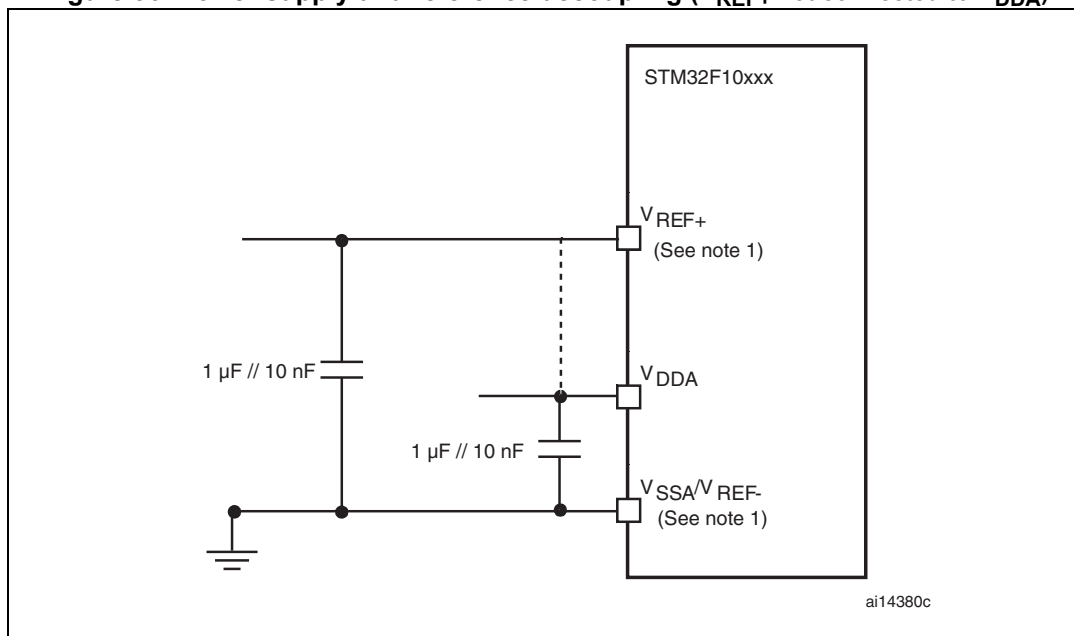 STM32F10xxx
VREF+
(See note 1)
1 µF // 10 nF
VDDA
1 µF // 10 nF
VSSA/VREF-
(See note 1)
ai14380c